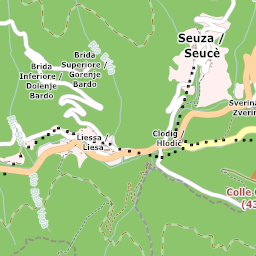 Seuza /
Seucè
Brida
Superiore /
Gorenje
Bardo
Brida
Inferiore /
Dolenje
Bardo
Sverina
Zverin
Liessa /
Liesa
Clodig /
Hlodič
Colle
(43